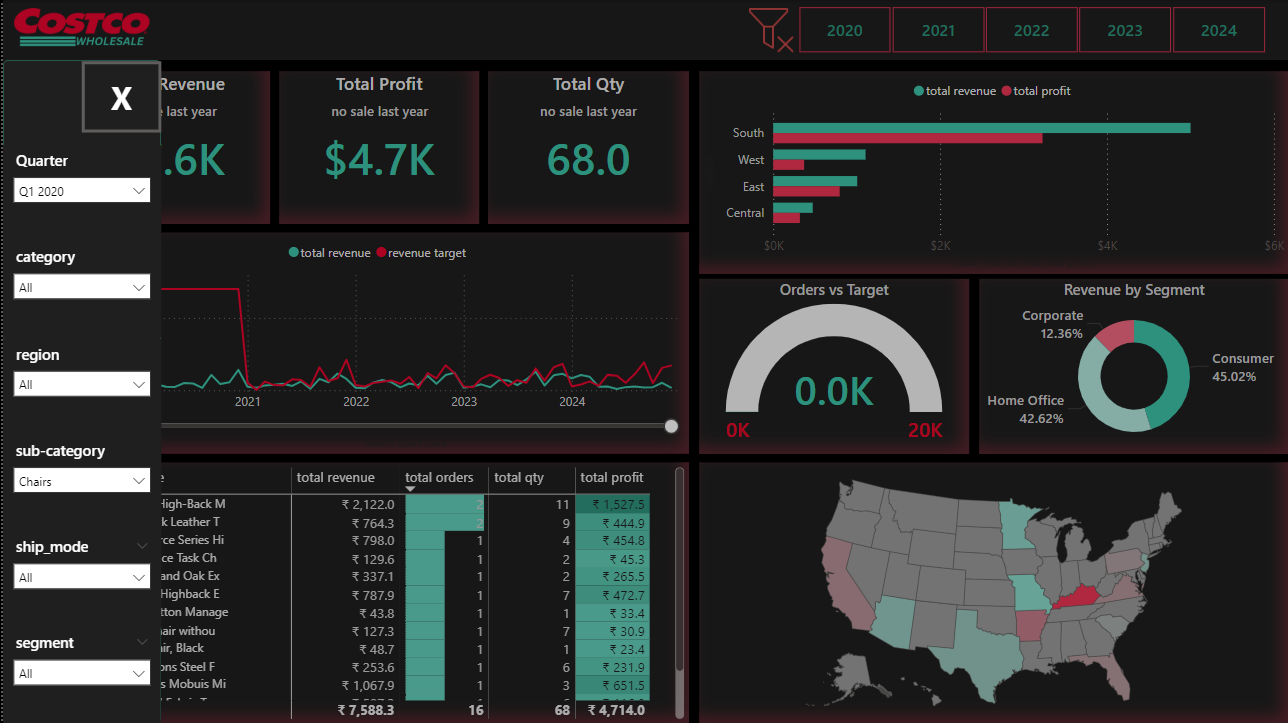 COSTCO
WHOLESALE
2020
2021
2022
2023
2024
X
Quarter
Q1 2020
category
All
region
All
sub-category
Chairs
ship_mode
All
segment
All
Revenue
last year
.6K
Total Profit
no sale last year
$4.7K
Total Qty
no sale last year
68.0
total revenue total profit
South
West
East
Central
$0K $2K $4K $6K
total revenue revenue target
2021 2022 2023 2024
Orders vs Target
0.0K
0K 20K
Revenue by Segment
Corporate
12.36%
Consumer
45.02%
Home Office
42.62%
total revenue total orders total qty total profit
High-Back M ₹ 2,122.0 2 11 ₹ 1,527.5
k Leather T ₹ 764.3 2 9 ₹ 444.9
rce Series Hi ₹ 798.0 1 4 ₹ 454.8
ce Task Ch ₹ 129.6 1 2 ₹ 45.3
and Oak Ex ₹ 337.1 1 2 ₹ 265.5
Highback E ₹ 787.9 1 7 ₹ 472.7
tton Manage ₹ 43.8 1 1 ₹ 33.4
air withou ₹ 127.3 1 7 ₹ 30.9
ir, Black ₹ 48.7 1 1 ₹ 23.4
ons Steel F ₹ 253.6 1 6 ₹ 231.9
s Mobuis Mi ₹ 1,067.9 1 3 ₹ 651.5
₹ 7,588.3 16 68 ₹ 4,714.0